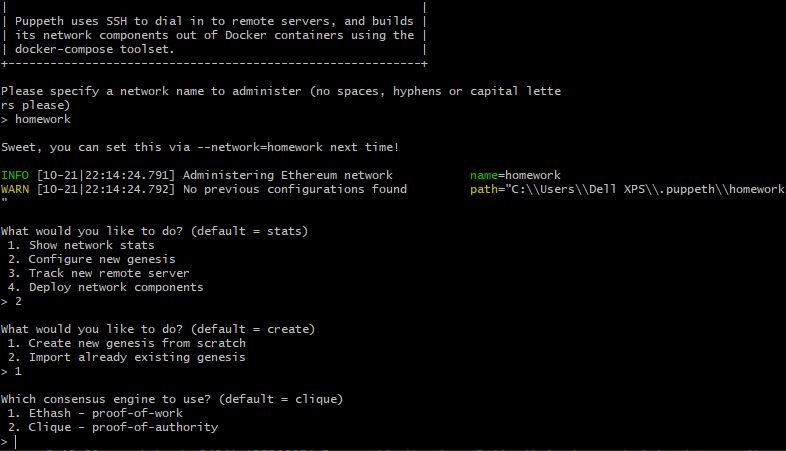 |                                                           |
| Puppeth uses SSH to dial in to remote servers, and builds |
| its network components out of Docker containers using the |
| docker-compose toolset.                                   |
+-----------------------------------------------------------+
Please specify a network name to administer (no spaces, hyphens or capital lette
rs please)
> homework
Sweet, you can set this via --network=homework next time!
INFO [10-21|22:14:24.791] Administering Ethereum network           name=homework
WARN [10-21|22:14:24.792] No previous configurations found         path="C:\\Users\\Dell XPS\\.puppeth\\homework
"
What would you like to do? (default = stats)
 1. Show network stats
 2. Configure new genesis
 3. Track new remote server
 4. Deploy network components
> 2
What would you like to do? (default = create)
 1. Create new genesis from scratch
 2. Import already existing genesis
> 1
Which consensus engine to use? (default = clique)
 1. Ethash - proof-of-work
 2. Clique - proof-of-authority
>